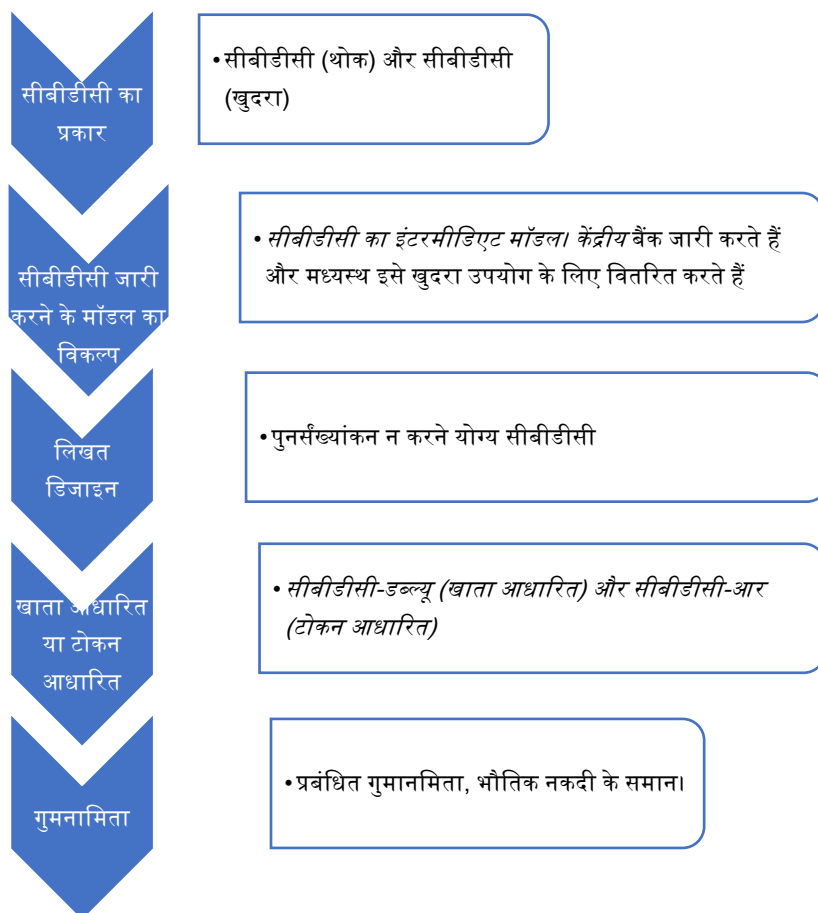 सीबीडीसी का
प्रकार
•सीबीडीसी (थोक) और सीबीडीसी
(खुदरा)
सीबीडीसी जारी
करने के मॉडल का
विकल्प
• सीबीडीसी का इंटरमीडिएट मॉडल। केंद्रीय बैंक जारी करते हैं
और मध्यस्थ इसे खुदरा उपयोग के लिए वितरित करते हैं
लिखत
डिजाइन
•पुनर्संख्यांकन न करने योग्य सीबीडीसी
खाता आधारित
या टोकन
आधारित
• सीबीडीसी-डब्ल्यू (खाता आधारित) और सीबीडीसी-आर
(टोकन आधारित)
गुमनामिता
•प्रबंधित गुमानमिता, भौतिक नकदी के समान।